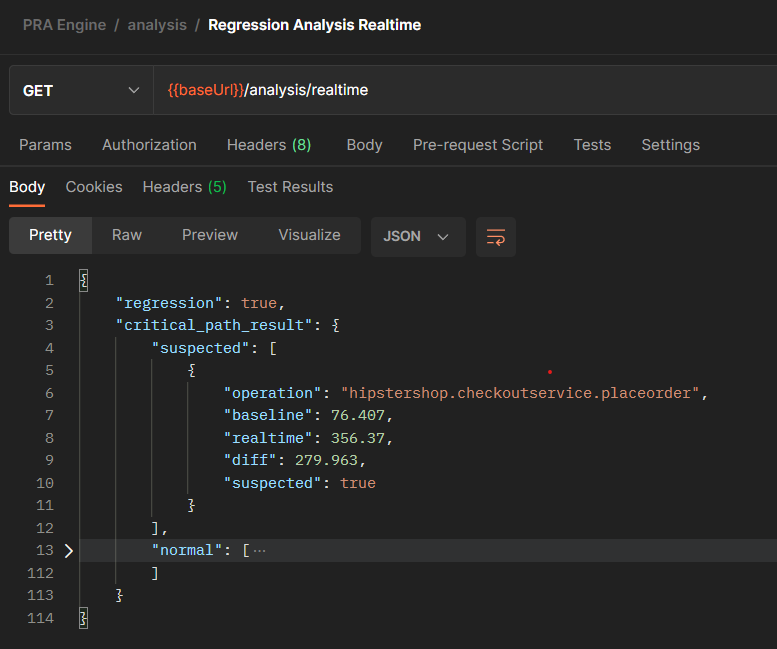 PRA Engine / analysis / Regression Analysis Realtime
GET {{baseUrl}}/analysis/realtime
Params Authorization Headers (8) Body Pre-request Script Tests Settings
Body Cookies Headers (5) Test Results
Pretty Raw Preview Visualize JSON
1 {
2 "regression": true,
3 "critical_path_result": {
4 "suspected": [
5 {
6 "operation": "hipstershop.checkoutservice.placeorder",
7 "baseline": 76.407,
8 "realtime": 356.37,
9 "diff": 279.963,
10 "suspected": true
11 }
12 ],
13 "normal": [ ···
112 ]
113 }
114 }